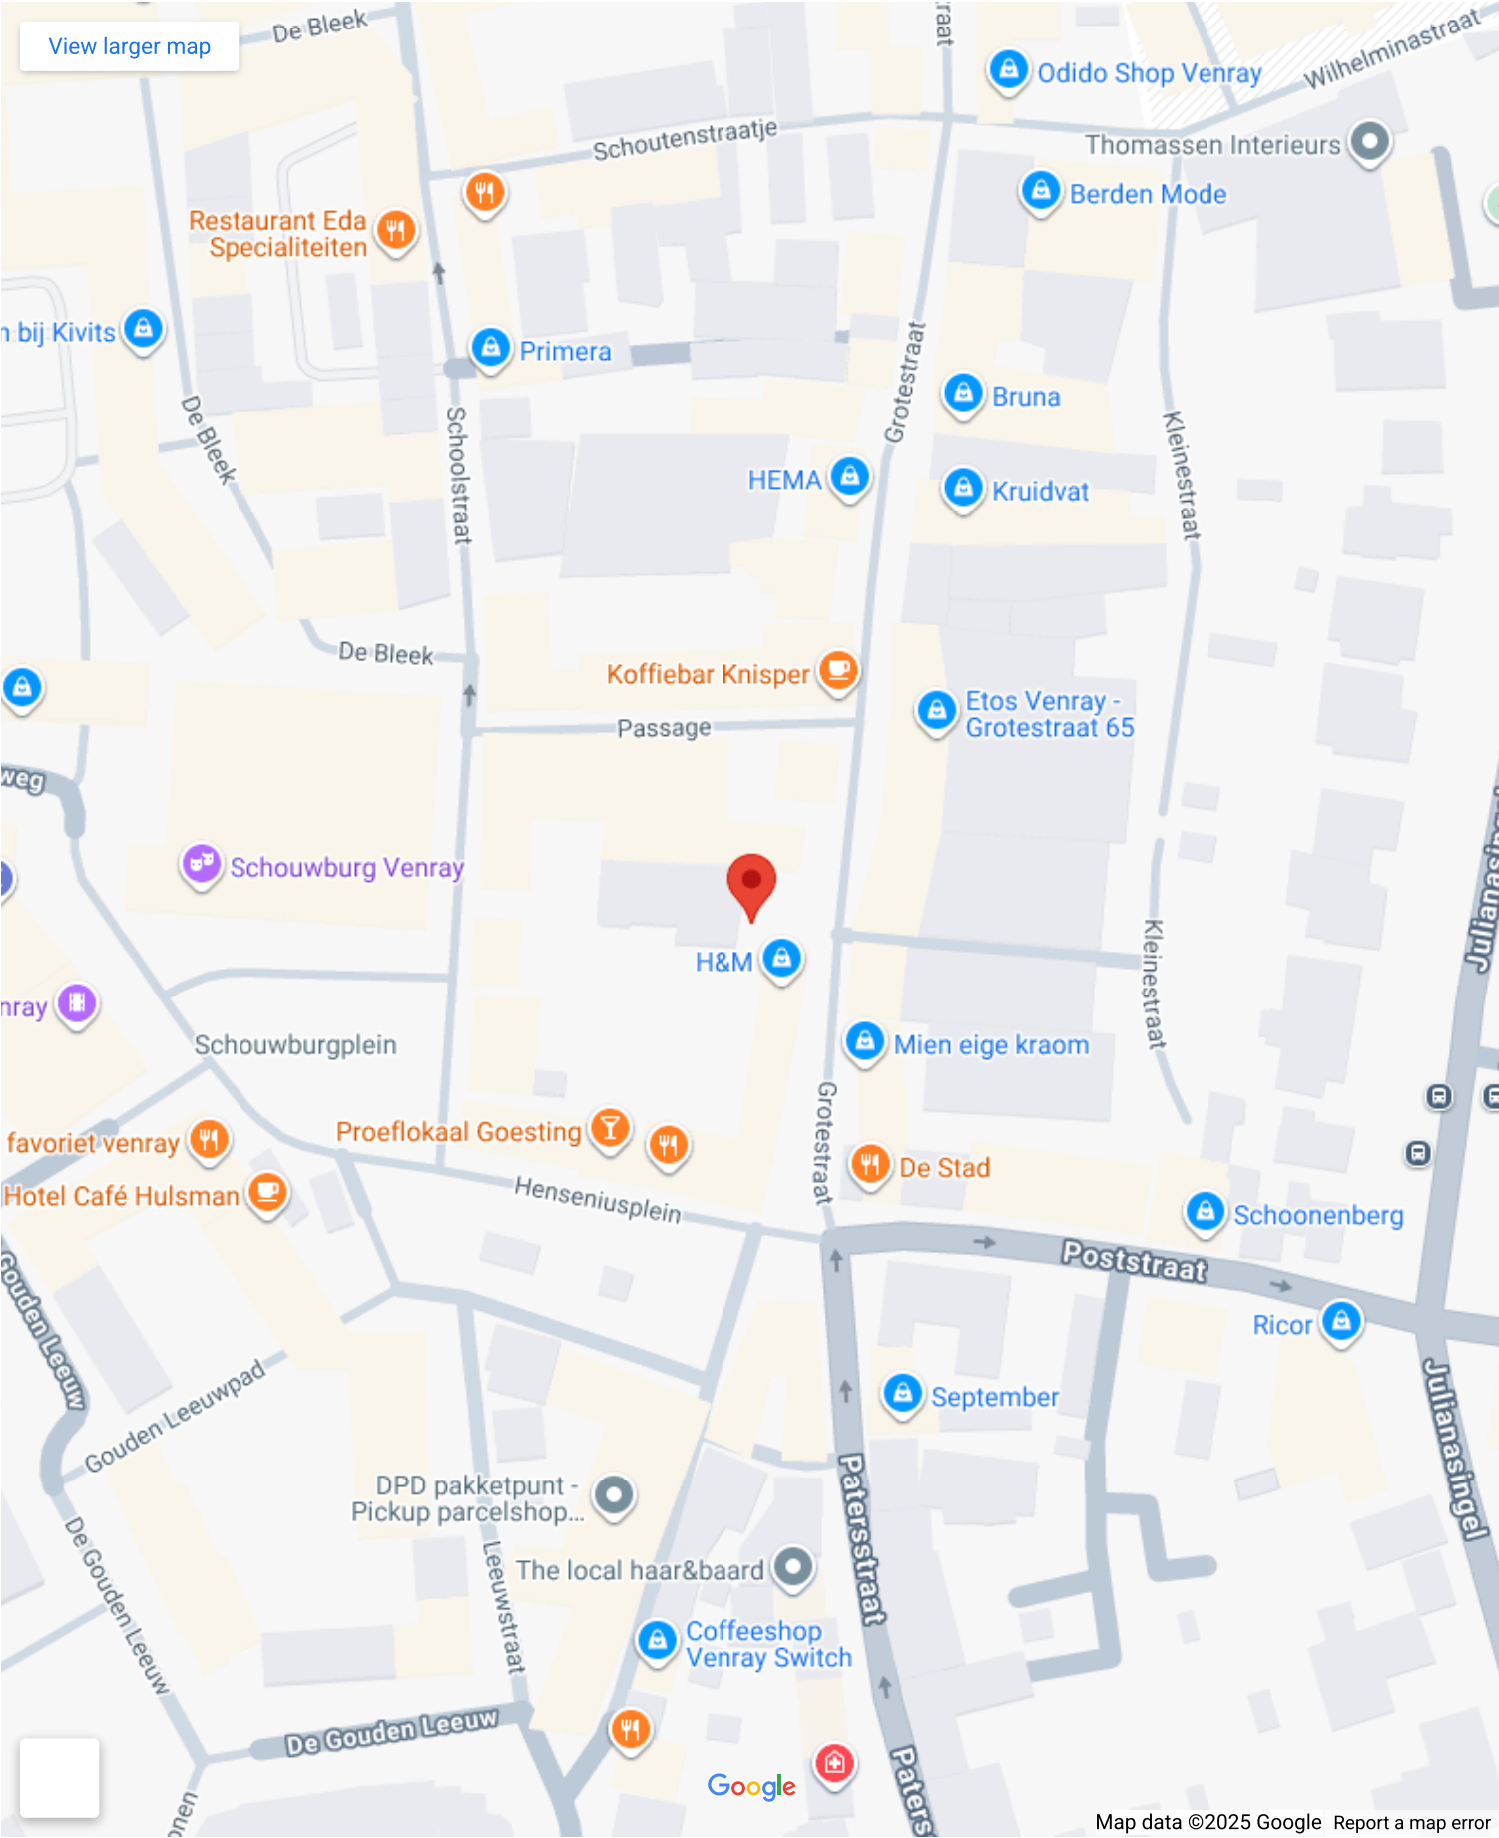 De Bleek
View larger map
Odido Shop Venray
Wilhelminastraat
Schoutenstraatje
Thomassen Interieurs
Berden Mode
Restaurant Eda
Specialiteiten
n bij Kivits
Primera
Grotestraat
Bruna
De Bleek
Schoolstraat
Kleinestraat
HEMA
Kruidvat
De Bleek
Koffiebar Knisper
Etos Venray -
Grotestraat 65
Passage
weg
Schouwburg Venray
Julianasingel
H&M
Kleinestraat
nray
Schouwburgplein
Mien eige kraom
Grotestraat
Proeflokaal Goesting
favoriet venray
De Stad
Hotel Café Hulsman
Henseniusplein
Schoonenberg
Poststraat
Gouden Leeuw
Ricor
September
Julianasingel
Gouden Leeuwpad
DPD pakketpunt -
Pickup parcelshop...
Patersstraat
The local haar&baard
De Gouden Leeuw
Leeuwstraat
Coffeeshop
Venray Switch
De Gouden Leeuw
Google
Paterss
onen
Map data ©2025 Google
Report a map error